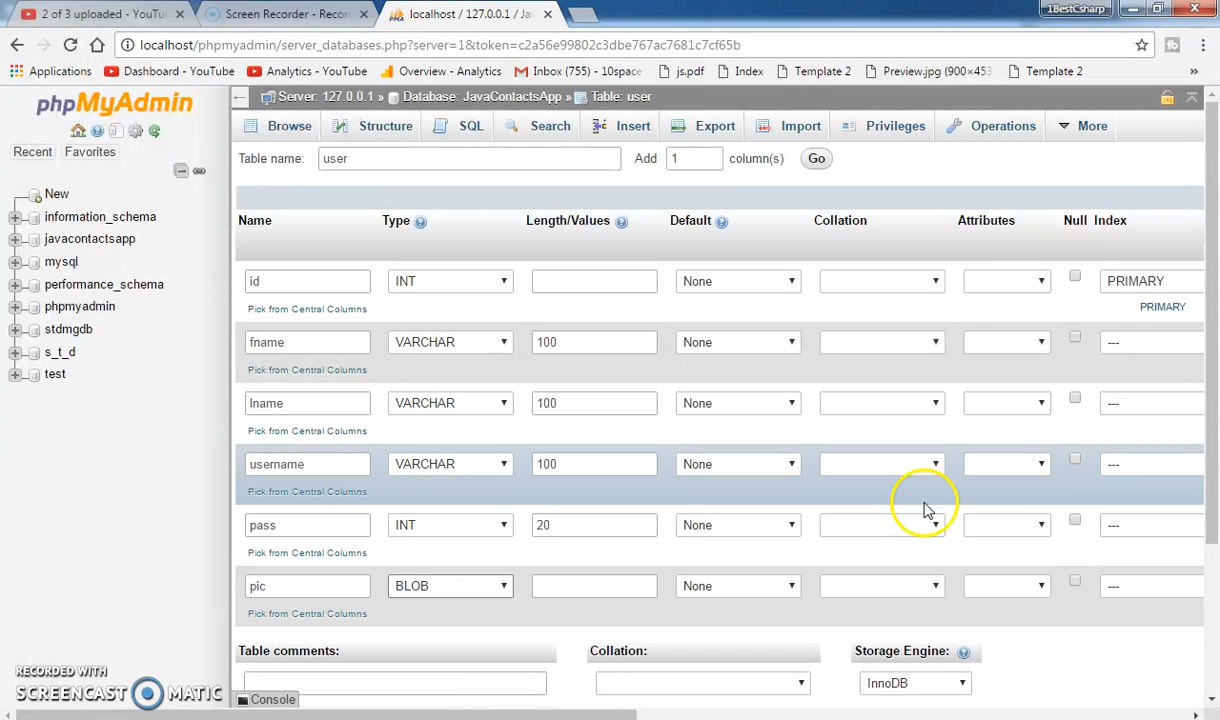 2 of 3 uploaded - YouTu
Screen Recorder - Record
localhost / 127.0.0.1 / Ja
1BestCsharp
localhost/phpmyadmin/server_databases.php?server=1&token=c2a56e99802c3dbe767ac7681c7cf65b
Applications Dashboard - YouTube Analytics - YouTube Overview - Analytics Inbox (755) - 10space js.pdf Index Template 2 Preview.jpg (900×453 Template 2 »
phpMyAdmin
Recent Favorites
New
information_schema
javacontactsapp
mysql
performance_schema
phpmyadmin
stdmgdb
s_t_d
test
Server: 127.0.0.1 » Database: JavaContactsApp » Table: user
Browse Structure SQL Search Insert Export Import Privileges Operations More
Table name: user Add 1 column(s) Go
Name Type Length/Values Default Collation Attributes Null Index
id INT None PRIMARY
Pick from Central Columns PRIMARY
fname VARCHAR 100 None ---
Pick from Central Columns
lname VARCHAR 100 None ---
Pick from Central Columns
username VARCHAR 100 None ---
Pick from Central Columns
pass INT 20 None ---
Pick from Central Columns
pic BLOB None ---
Pick from Central Columns
Table comments: Collation: Storage Engine:
InnoDB
Console
RECORDED WITH
SCREENCAST MATIC